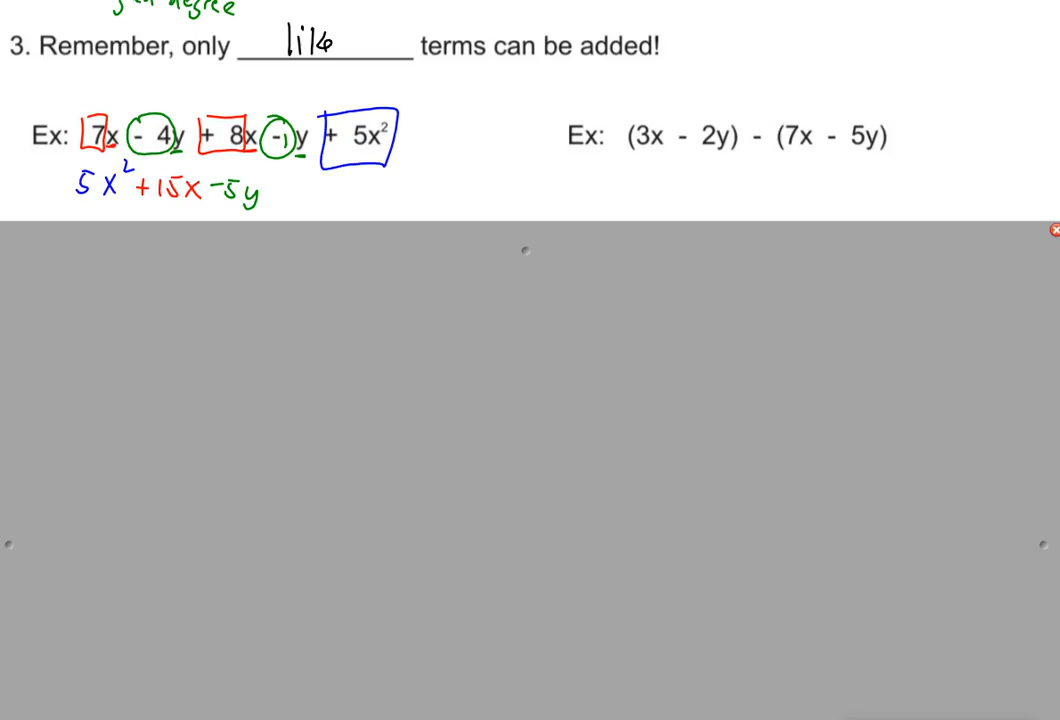 degree
3. Remember, only like terms can be added!
Ex: 7x - 4y + 8x -1y + 5x²
5x² +15x -5y
Ex: (3x - 2y) - (7x - 5y)